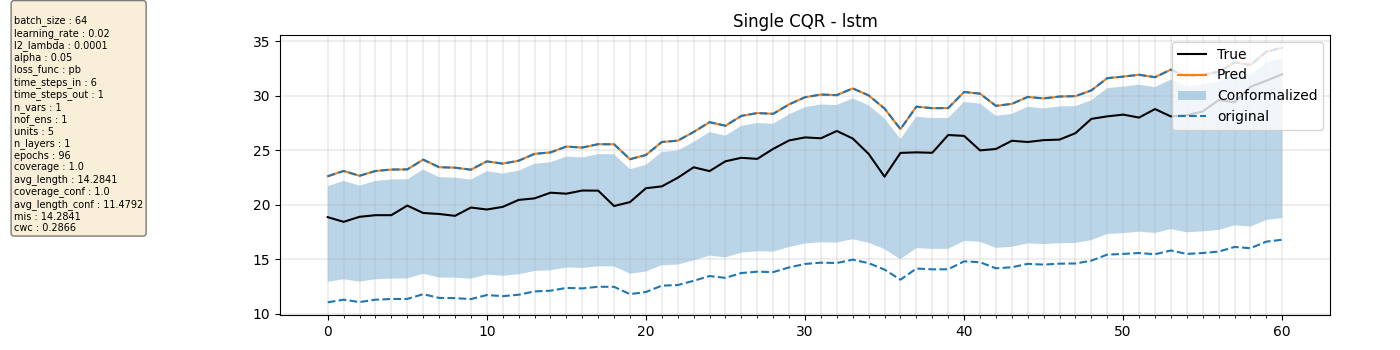 batch_size : 64
learning_rate : 0.02
l2_lambda : 0.0001
alpha : 0.05
loss_func : pb
time_steps_in : 6
time_steps_out : 1
n_vars : 1
nof_ens : 1
units : 5
n_layers : 1
epochs : 96
coverage : 1.0
avg_length : 14.2841
coverage_conf : 1.0
avg_length_conf : 11.4792
mis : 14.2841
cwc : 0.2866
Single CQR - lstm
35
30
25
20
15
10
True
Pred
Conformalized
original
0 10 20 30 40 50 60